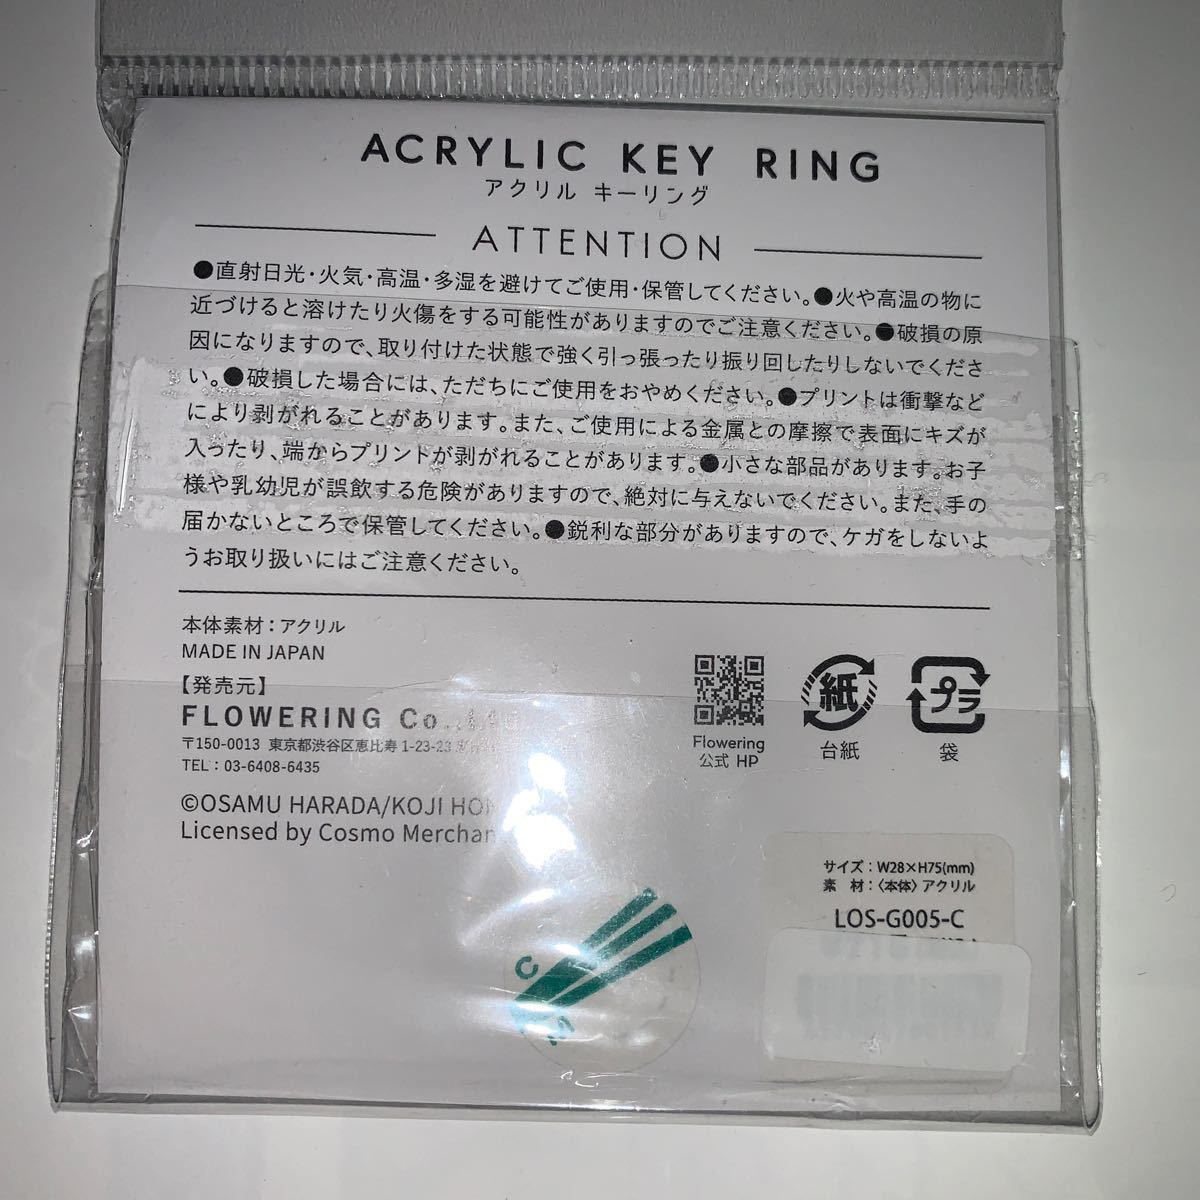 ACRYLIC KEY RING
アクリル キーリング
ATTENTION
●直射日光・火気・高温・多湿を避けてご使用・保管してください。●火や高温の物に
近づけると溶けたり火傷をする可能性がありますのでご注意ください。●破損の原
因になりますので、取り付けた状態で強く引っ張ったり振り回したりしないでくださ
い。●破損した場合には、ただちにご使用をおやめください。●プリントは衝撃など
により剥がれることがあります。また、ご使用による金属との摩擦で表面にキズが
入ったり、端からプリントが剥がれることがあります。●小さな部品があります。お子
様や乳幼児が誤飲する危険がありますので、絶対に与えないでください。また、手の
届かないところで保管してください。●鋭利な部分がありますので、ケガをしないよ
うお取り扱いにはご注意ください。
本体素材：アクリル
MADE IN JAPAN
【発売元】
FLOWERING Co.,Ltd
〒150-0013 東京都渋谷区恵比寿 1-23-23
TEL：03-6408-6435
©OSAMU HARADA/KOJI
Licensed by Cosmo
Flowering
公式 HP
紙
台紙
プラ
袋
サイズ：W28×H75(mm)
素 材：〈本体〉アクリル
LOS-G005-C